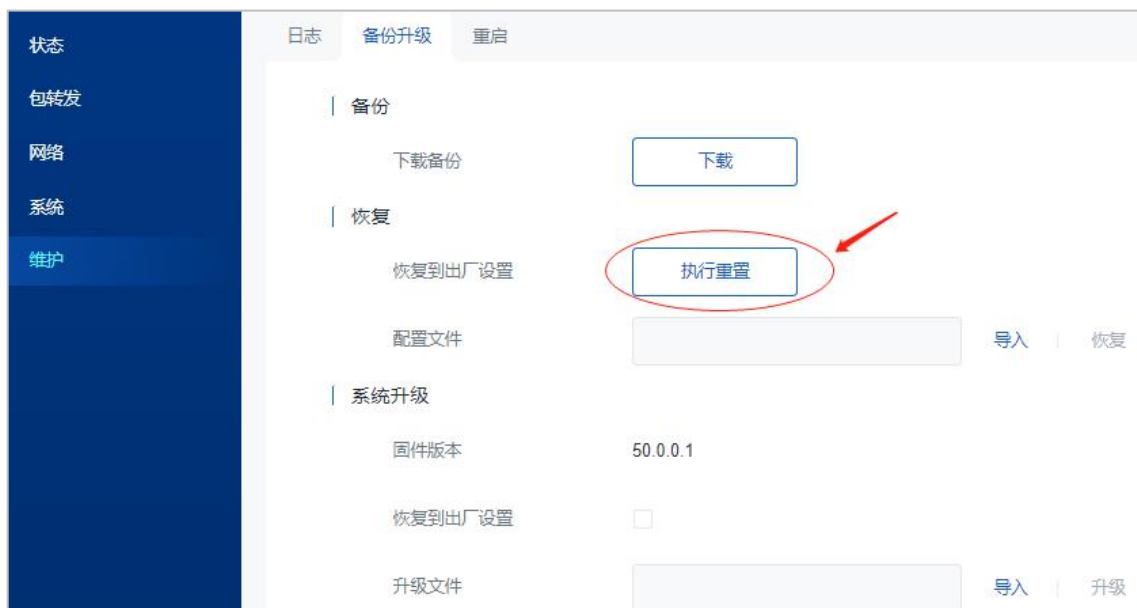 状态
包转发
网络
系统
维护
日志 备份升级 重启
备份
下载备份 下载
恢复
恢复到出厂设置 执行重置
配置文件 导入 恢复
系统升级
固件版本 50.0.0.1
恢复到出厂设置
升级文件 导入 升级